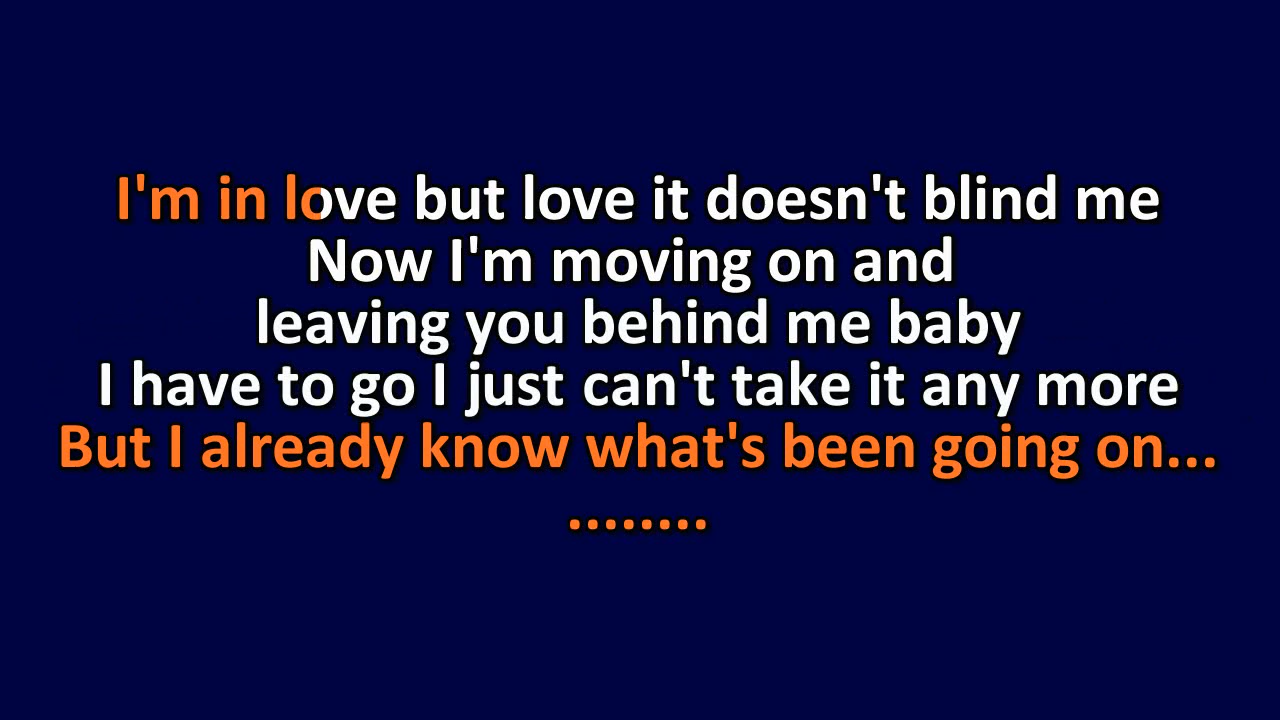 I'm in love but love it doesn't blind me
Now I'm moving on and
leaving you behind me baby
I have to go I just can't take it any more
But I already know what's been going on...
........